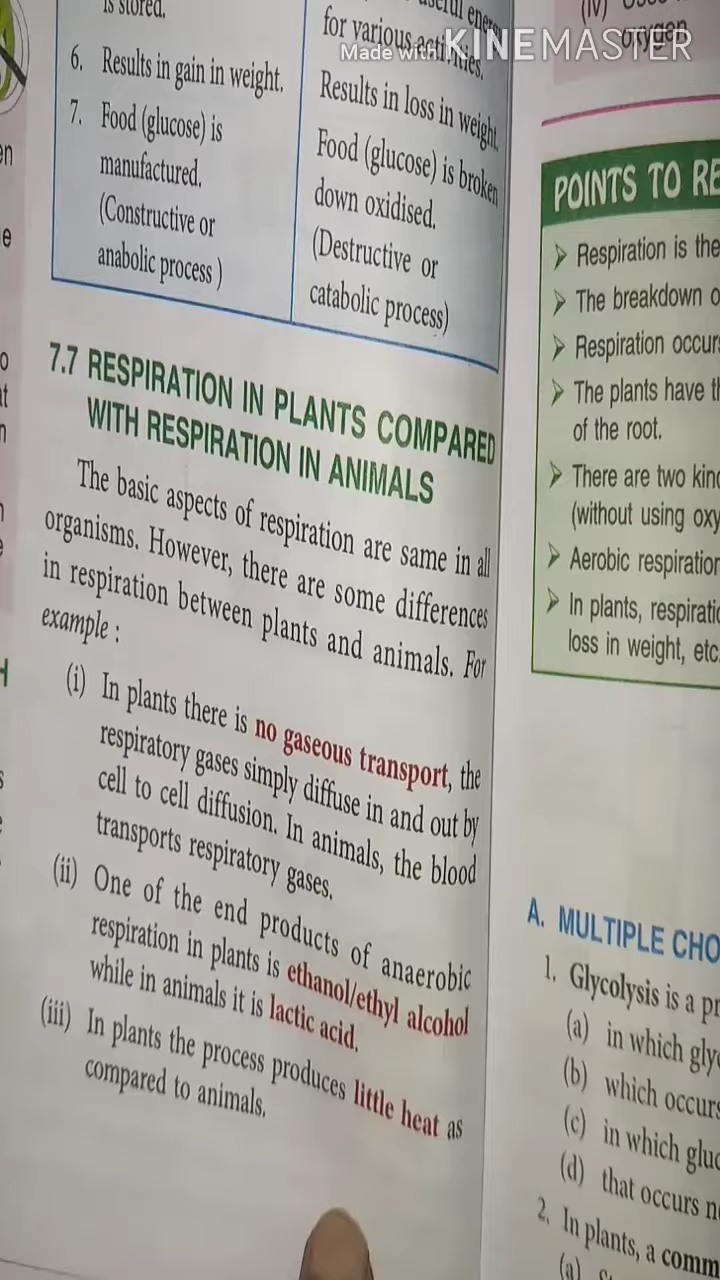 is stored.
6. Results in gain in weight.
7. Food (glucose) is
manufactured.
(Constructive or
anabolic process )
for various activities.
Results in loss in weight.
Food (glucose) is broken
down oxidised.
(Destructive or
catabolic process)
7.7 RESPIRATION IN PLANTS COMPARED
WITH RESPIRATION IN ANIMALS
The basic aspects of respiration are same in all
organisms. However, there are some differences
in respiration between plants and animals. For
example :
(i) In plants there is no gaseous transport, the
respiratory gases simply diffuse in and out by
cell to cell diffusion. In animals, the blood
transports respiratory gases.
(ii) One of the end products of anaerobic
respiration in plants is ethanol/ethyl alcohol
while in animals it is lactic acid.
(iii) In plants the process produces little heat as
compared to animals.
Made with KINEMASTER
(iv)
oxygen
POINTS TO RE
➢ Respiration is the
➢ The breakdown o
➢ Respiration occurs
➢ The plants have th
of the root.
➢ There are two kind
(without using oxy
➢ Aerobic respiration
➢ In plants, respiratio
loss in weight, etc.
A. MULTIPLE CHO
1. Glycolysis is a pr
(a) in which glyc
(b) which occurs
(c) in which gluc
(d) that occurs n
2. In plants, a comm
(a)